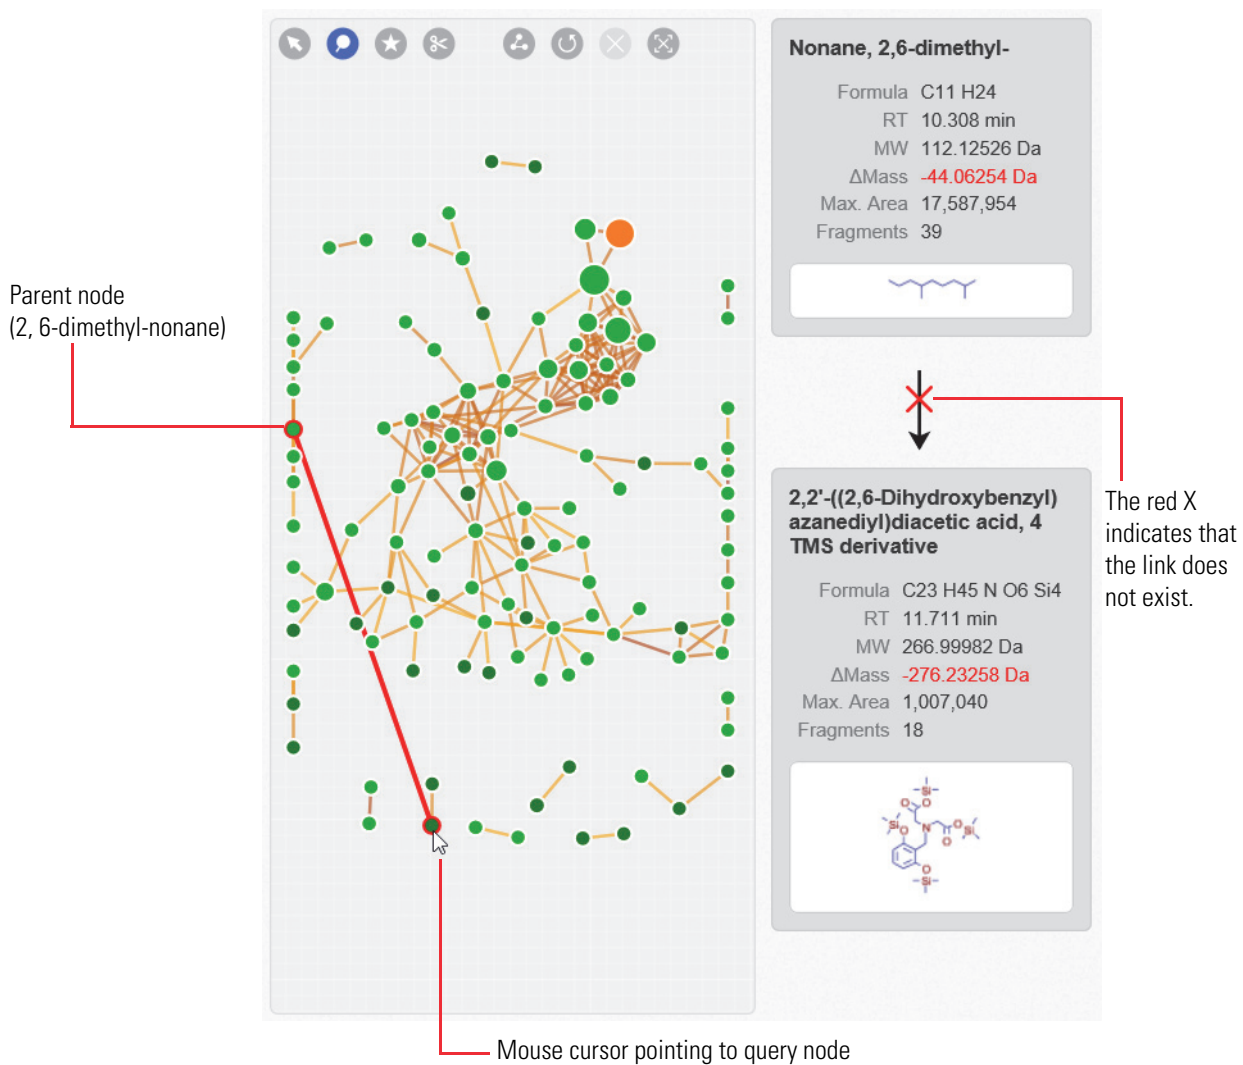 Nonane, 2,6-dimethyl-
Formula C11 H24
RT 10.308 min
MW 112.12526 Da
ΔMass -44.06254 Da
Max. Area 17,587,954
Fragments 39
Parent node
(2, 6-dimethyl-nonane)
The red X
indicates that
the link does
not exist.
2,2'-((2,6-Dihydroxybenzyl)
azanediyl)diacetic acid, 4
TMS derivative
Formula C23 H45 N O6 Si4
RT 11.711 min
MW 266.99982 Da
ΔMass -276.23258 Da
Max. Area 1,007,040
Fragments 18
Si
O
O
Si
O
N
O
Si
O
O
Si
Mouse cursor pointing to query node